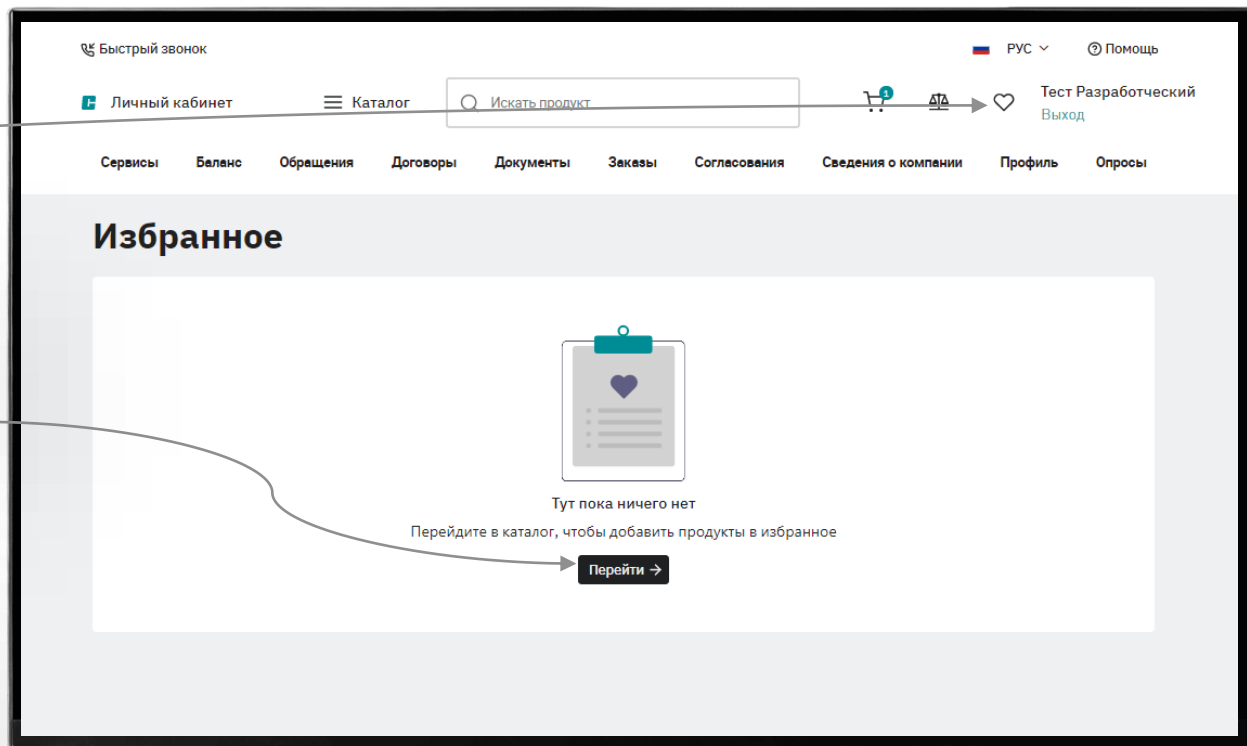 Быстрый звонок
РУС
Помощь
Личный кабинет
Каталог
Искать продукт
1
Тест Разработческий
Выход
Сервисы Баланс Обращения Договоры Документы Заказы Согласования Сведения о компании Профиль Опросы
Избранное
Тут пока ничего нет
Перейдите в каталог, чтобы добавить продукты в избранное
Перейти →